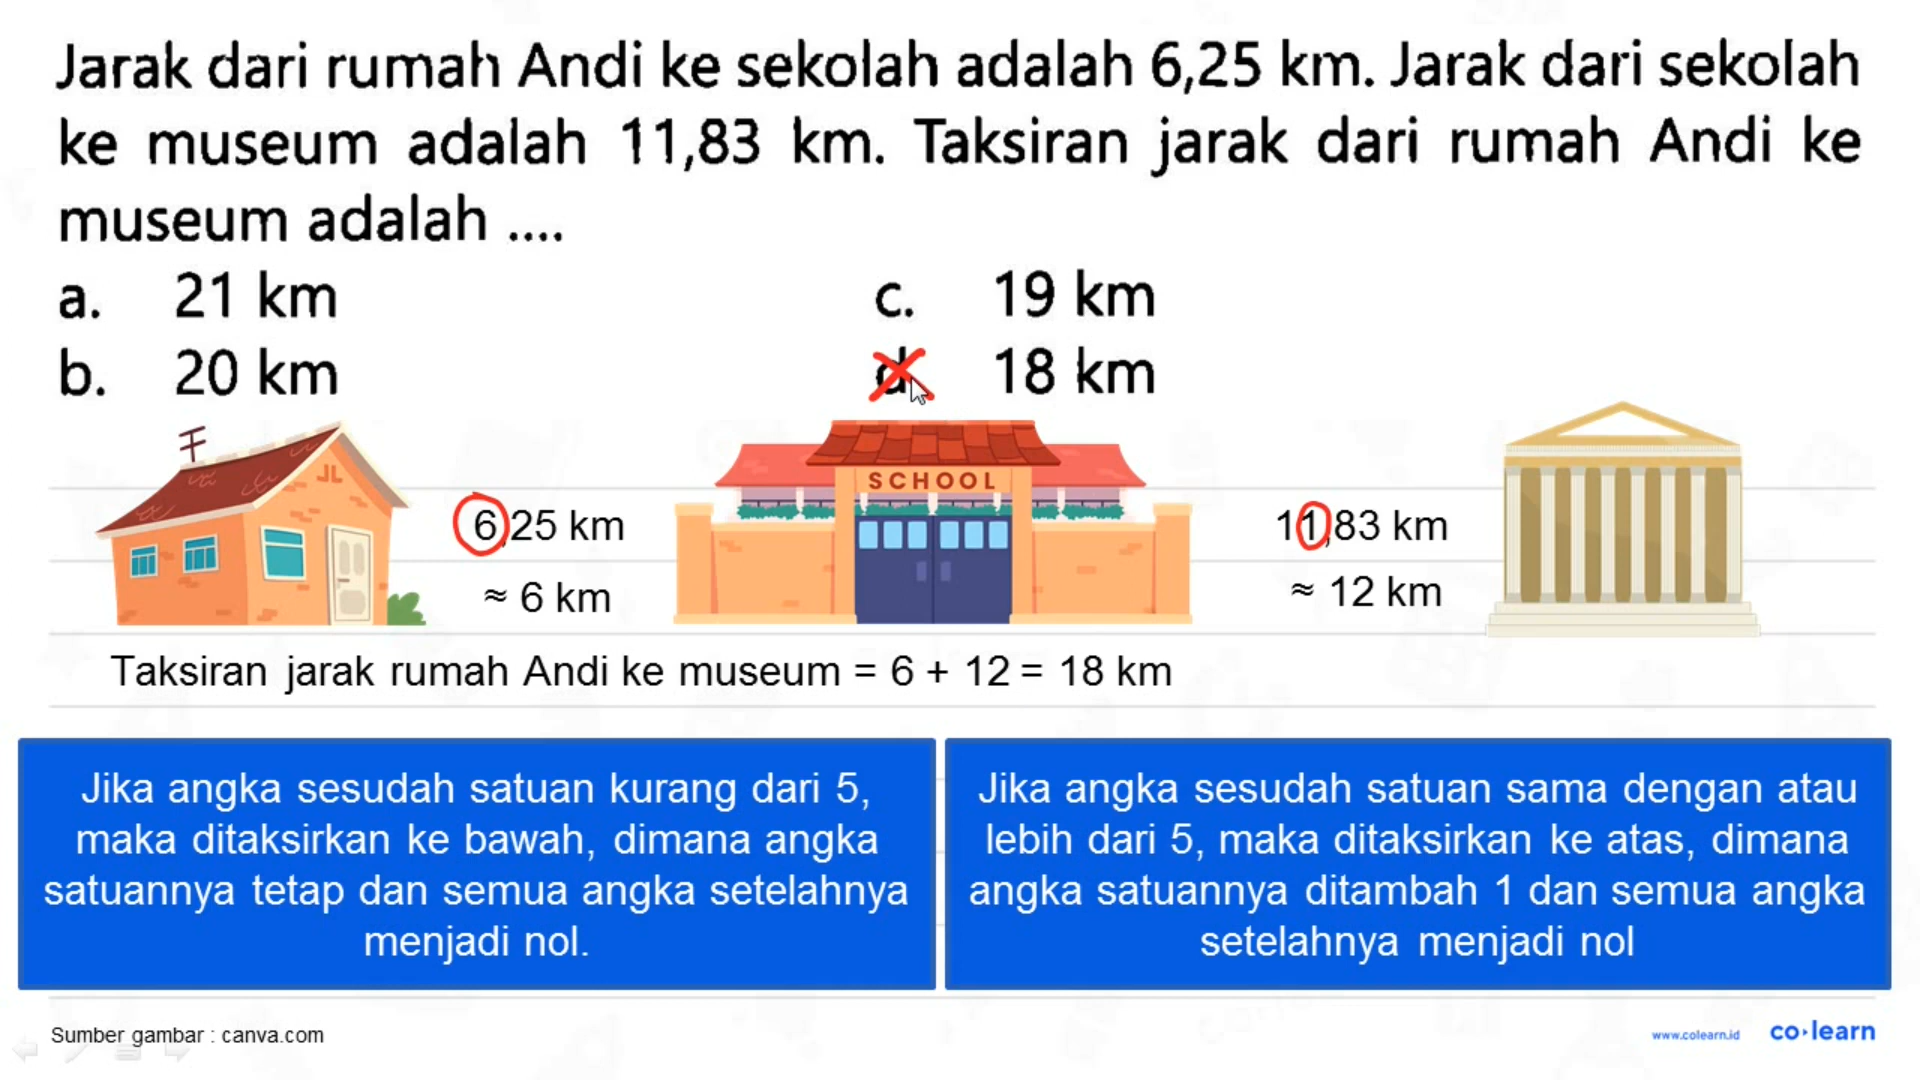 Jarak dari rumah Andi ke sekolah adalah 6,25 km. Jarak dari sekolah
ke museum adalah 11,83 km. Taksiran jarak dari rumah Andi ke
museum adalah ....
a. 21 km
c. 19 km
b. 20 km
d. 18 km
JL
SCHOOL
6,25 km
11,83 km
≈ 6 km
≈ 12 km
Taksiran jarak rumah Andi ke museum = 6 + 12 = 18 km
Jika angka sesudah satuan kurang dari 5,
maka ditaksirkan ke bawah, dimana angka
satuannya tetap dan semua angka setelahnya
menjadi nol.
Jika angka sesudah satuan sama dengan atau
lebih dari 5, maka ditaksirkan ke atas, dimana
angka satuannya ditambah 1 dan semua angka
setelahnya menjadi nol
Sumber gambar : canva.com
www.colearn.id
co learn